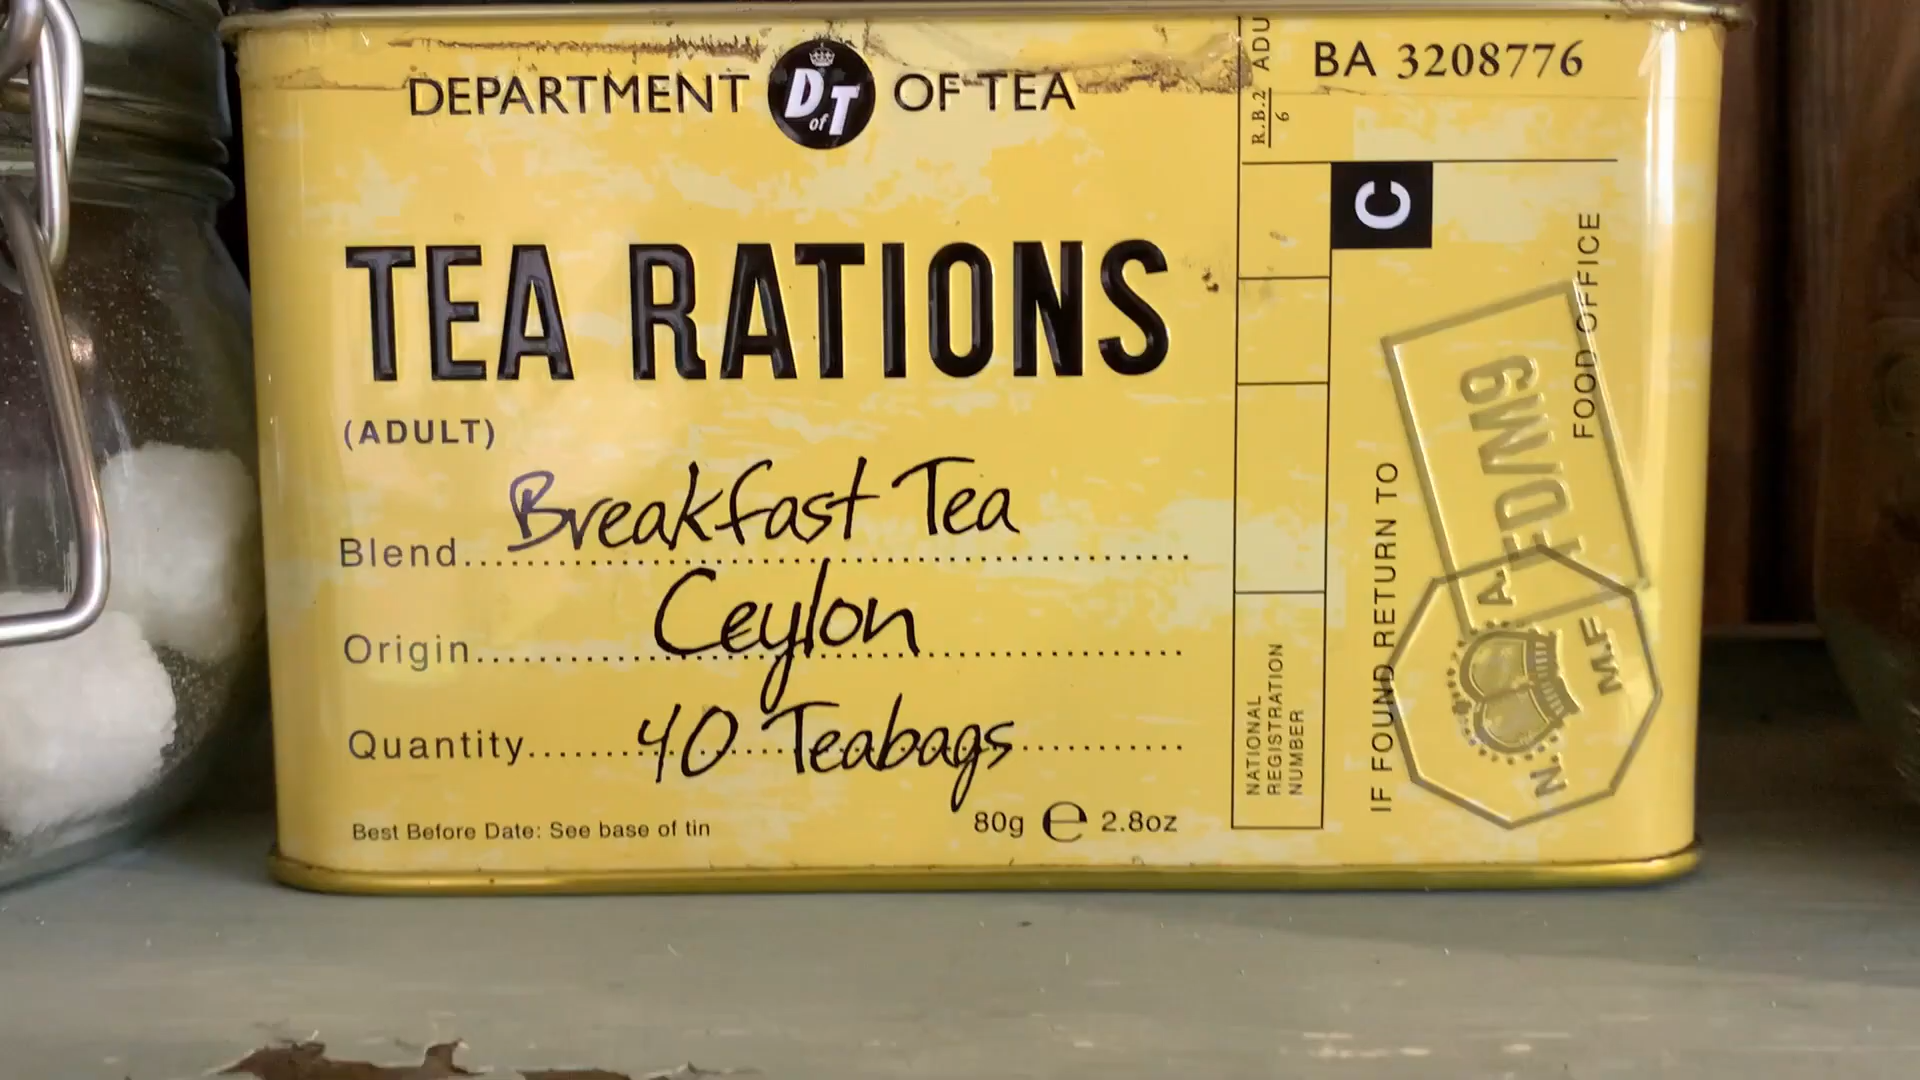 DEPARTMENT DofT OF TEA
TEA RATIONS
(ADULT)
Blend Breakfast Tea
Origin Ceylon
Quantity 40 Teabags
Best Before Date: See base of tin
80g ℮ 2.8oz
R.B.2 ADU
6
BA 3208776
C
NATIONAL
REGISTRATION
NUMBER
IF FOUND RETURN TO
FOOD OFFICE
FD/M9
N. A.
M.F